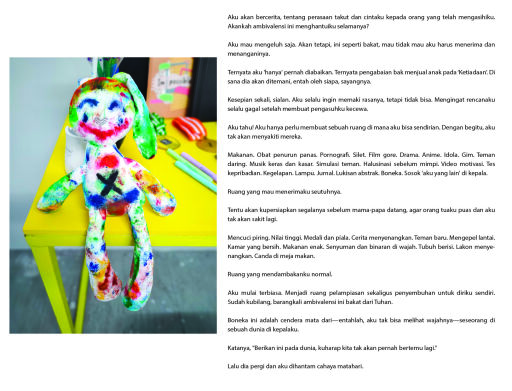 Aku akan bercerita, tentang perasaan takut dan cintaku kepada orang yang telah mengasihiku.
Akankah ambivalensi ini menghantuiku selamanya?
Aku mau mengeluh saja. Akan tetapi, ini seperti bakat, mau tidak mau aku harus menerima dan
menanganinya.
Ternyata aku 'hanya' pernah diabaikan. Ternyata pengabaian bak menjual anak pada 'Ketiadaan'. Di
sana dia akan ditemani, entah oleh siapa, sayangnya.
Kesepian sekali, sialan. Aku selalu ingin memaki rasanya, tetapi tidak bisa. Mengingat rencanaku
selalu gagal setelah membuat pengasuhku kecewa.
Aku tahu! Aku hanya perlu membuat sebuah ruang di mana aku bisa sendirian. Dengan begitu, aku
tak akan menyakiti mereka.
Makanan. Obat penurun panas. Pornografi. Silet. Film gore. Drama. Anime. Idola. Gim. Teman
daring. Musik keras dan kasar. Simulasi teman. Halusinasi sebelum mimpi. Video motivasi. Tes
kepribadian. Kegelapan. Lampu. Jurnal. Lukisan abstrak. Boneka. Sosok 'aku yang lain' di kepala.
Ruang yang mau menerimaku seutuhnya.
Tentu akan kupersiapkan segalanya sebelum mama-papa datang, agar orang tuaku puas dan aku
tak akan sakit lagi.
Mencuci piring. Nilai tinggi. Medali dan piala. Cerita menyenangkan. Teman baru. Mengepel lantai.
Kamar yang bersih. Makanan enak. Senyuman dan binaran di wajah. Tubuh berisi. Lakon menye-
nangkan. Canda di meja makan.
Ruang yang mendambakanku normal.
Aku mulai terbiasa. Menjadi ruang pelampiasan sekaligus penyembuhan untuk diriku sendiri.
Sudah kubilang, barangkali ambivalensi ini bakat dari Tuhan.
Boneka ini adalah cendera mata dari—entahlah, aku tak bisa melihat wajahnya—seseorang di
sebuah dunia di kepalaku.
Katanya, "Berikan ini pada dunia, kuharap kita tak akan pernah bertemu lagi."
Lalu dia pergi dan aku dihantam cahaya matahari.